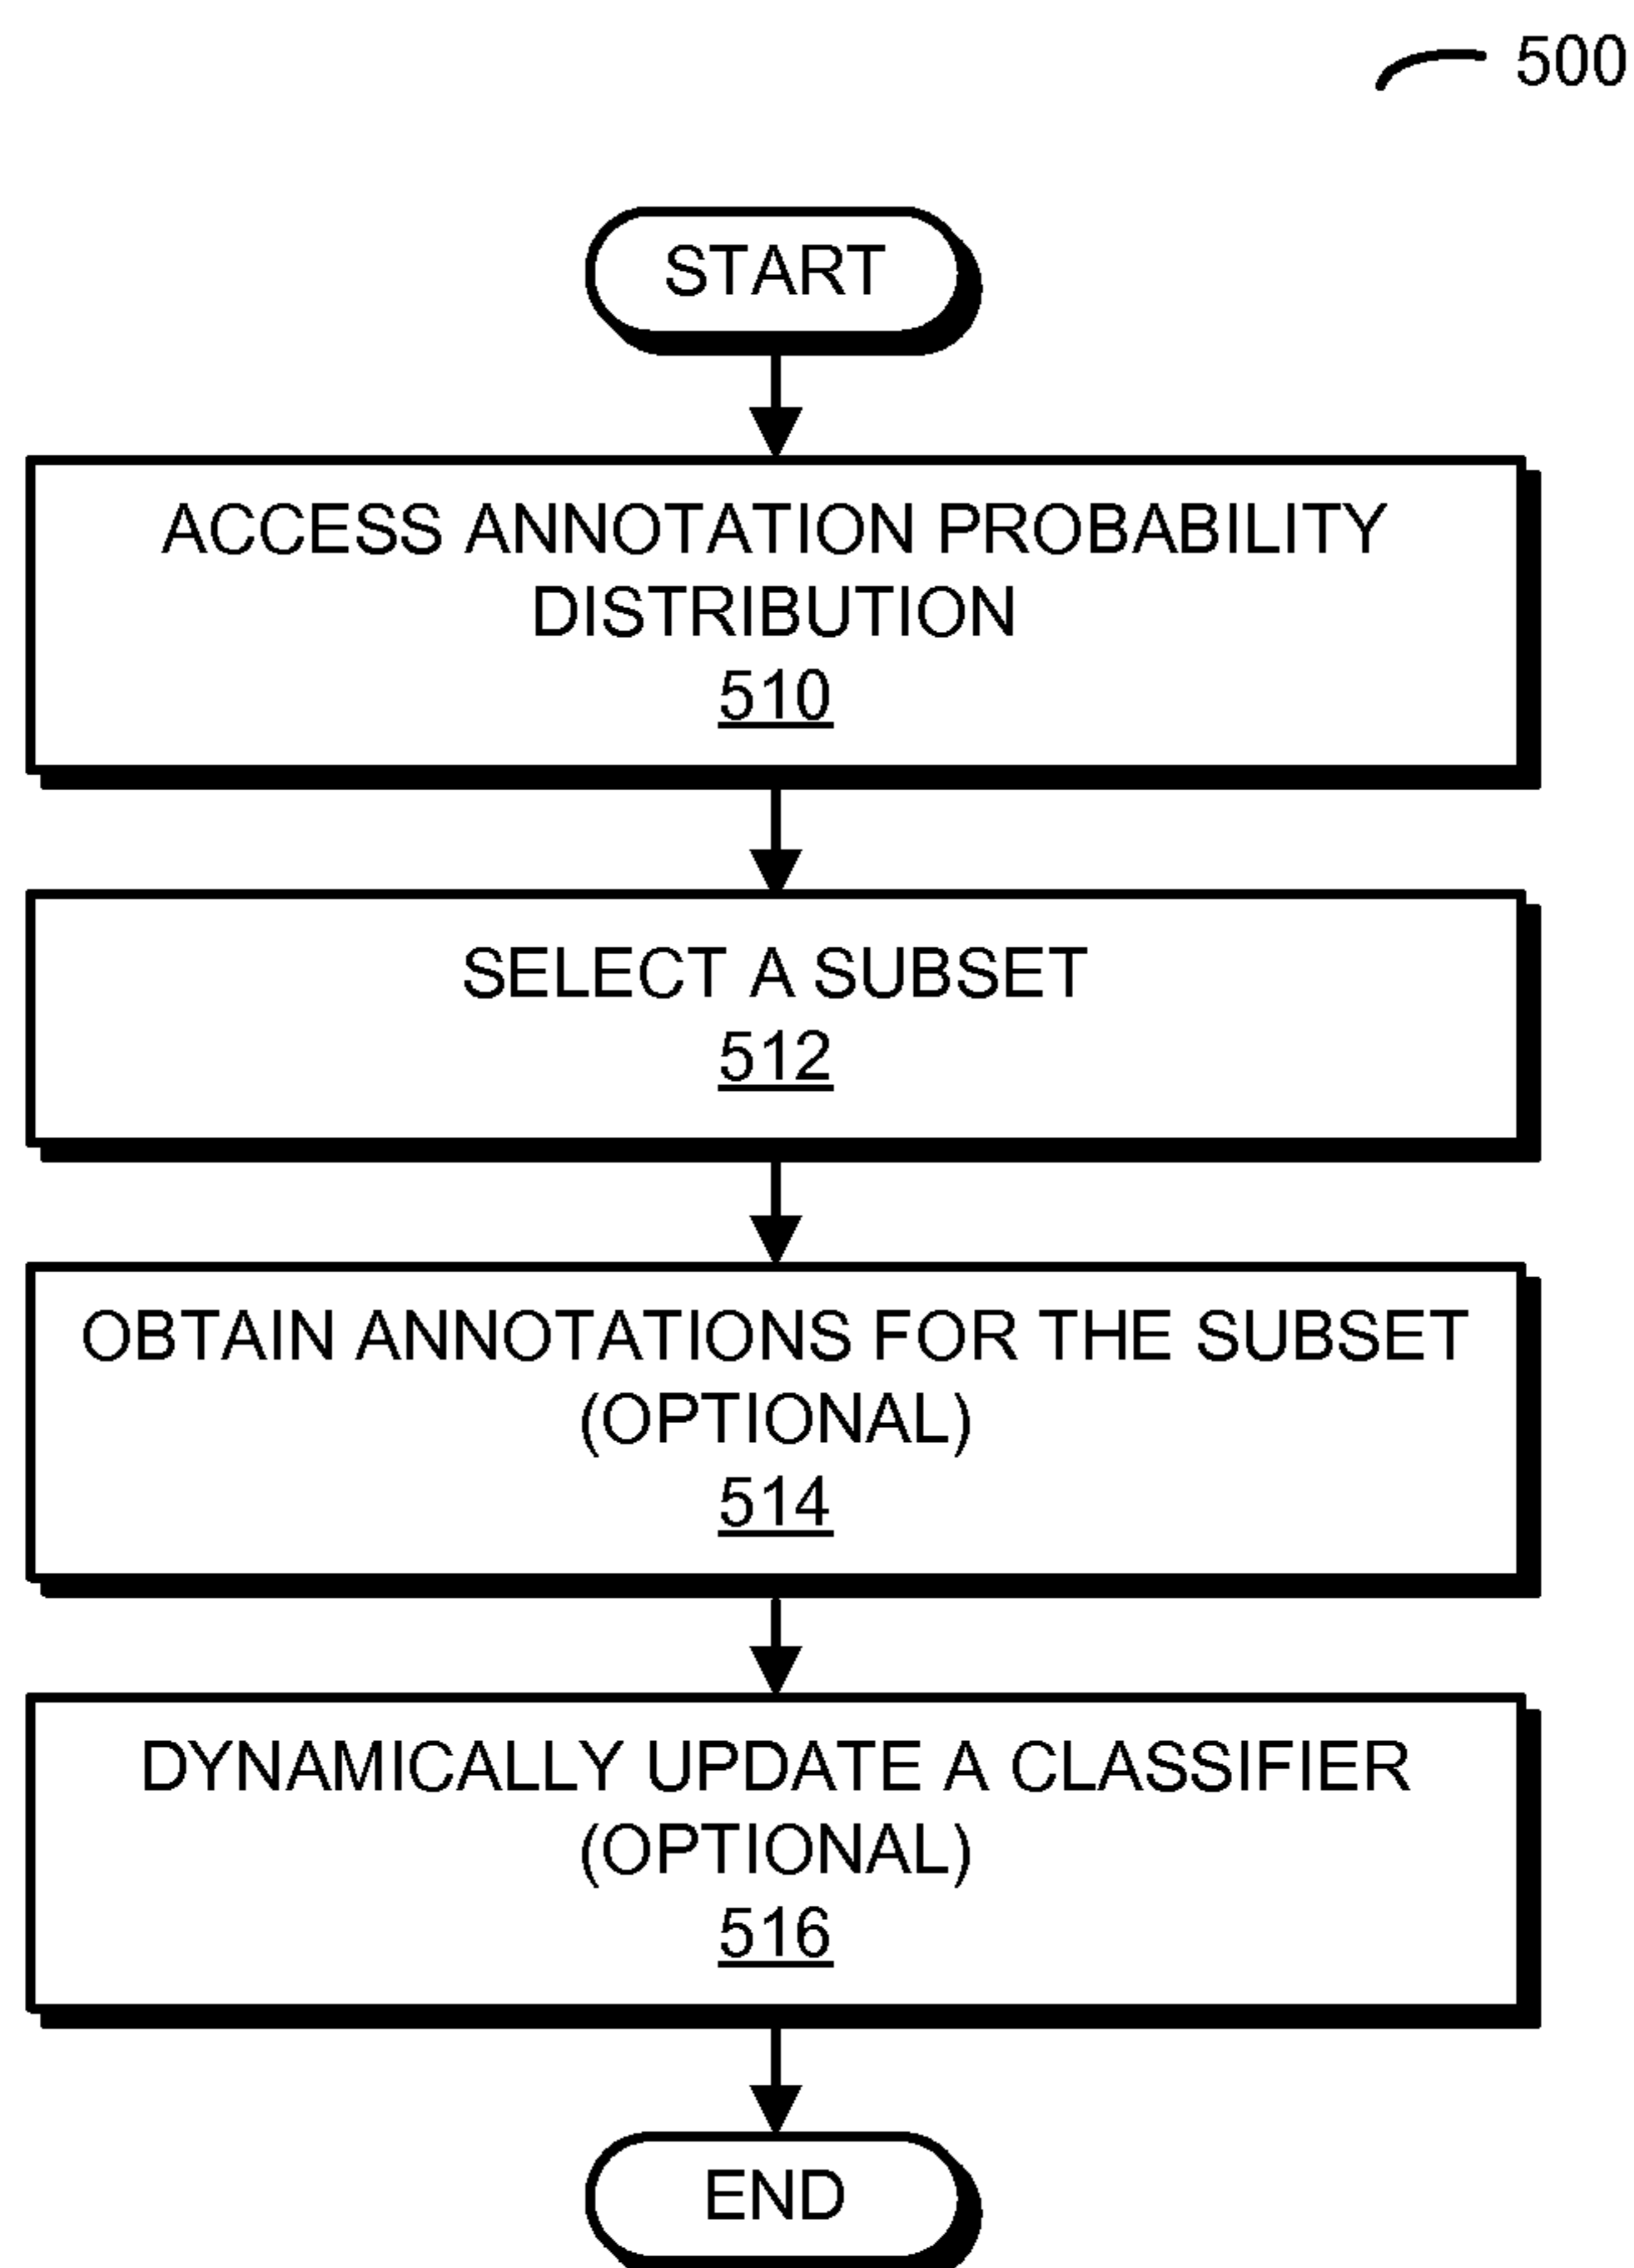 500
START
ACCESS ANNOTATION PROBABILITY
DISTRIBUTION
510
SELECT A SUBSET
512
OBTAIN ANNOTATIONS FOR THE SUBSET
(OPTIONAL)
514
DYNAMICALLY UPDATE A CLASSIFIER
(OPTIONAL)
516
END